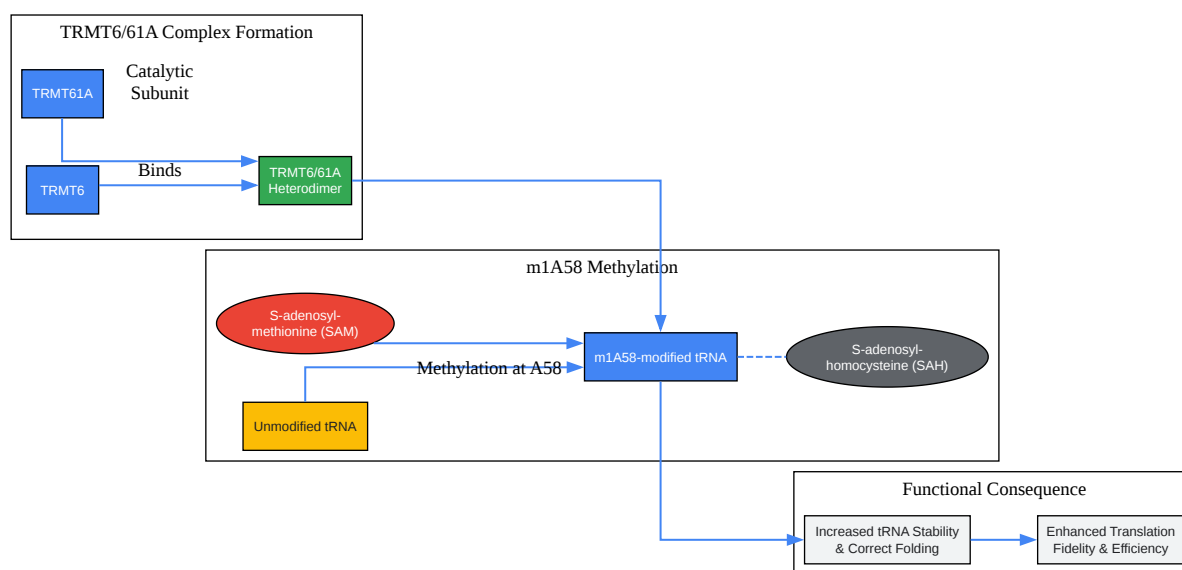 TRMT6/61A Complex Formation
TRMT61A
Catalytic
Subunit
Binds
TRMT6
TRMT6/61A
Heterodimer
m1A58 Methylation
S-adenosyl-
methionine (SAM)
Methylation at A58
Unmodified tRNA
m1A58-modified tRNA
S-adenosyl-
homocysteine (SAH)
Functional Consequence
Increased tRNA Stability
& Correct Folding
Enhanced Translation
Fidelity & Efficiency